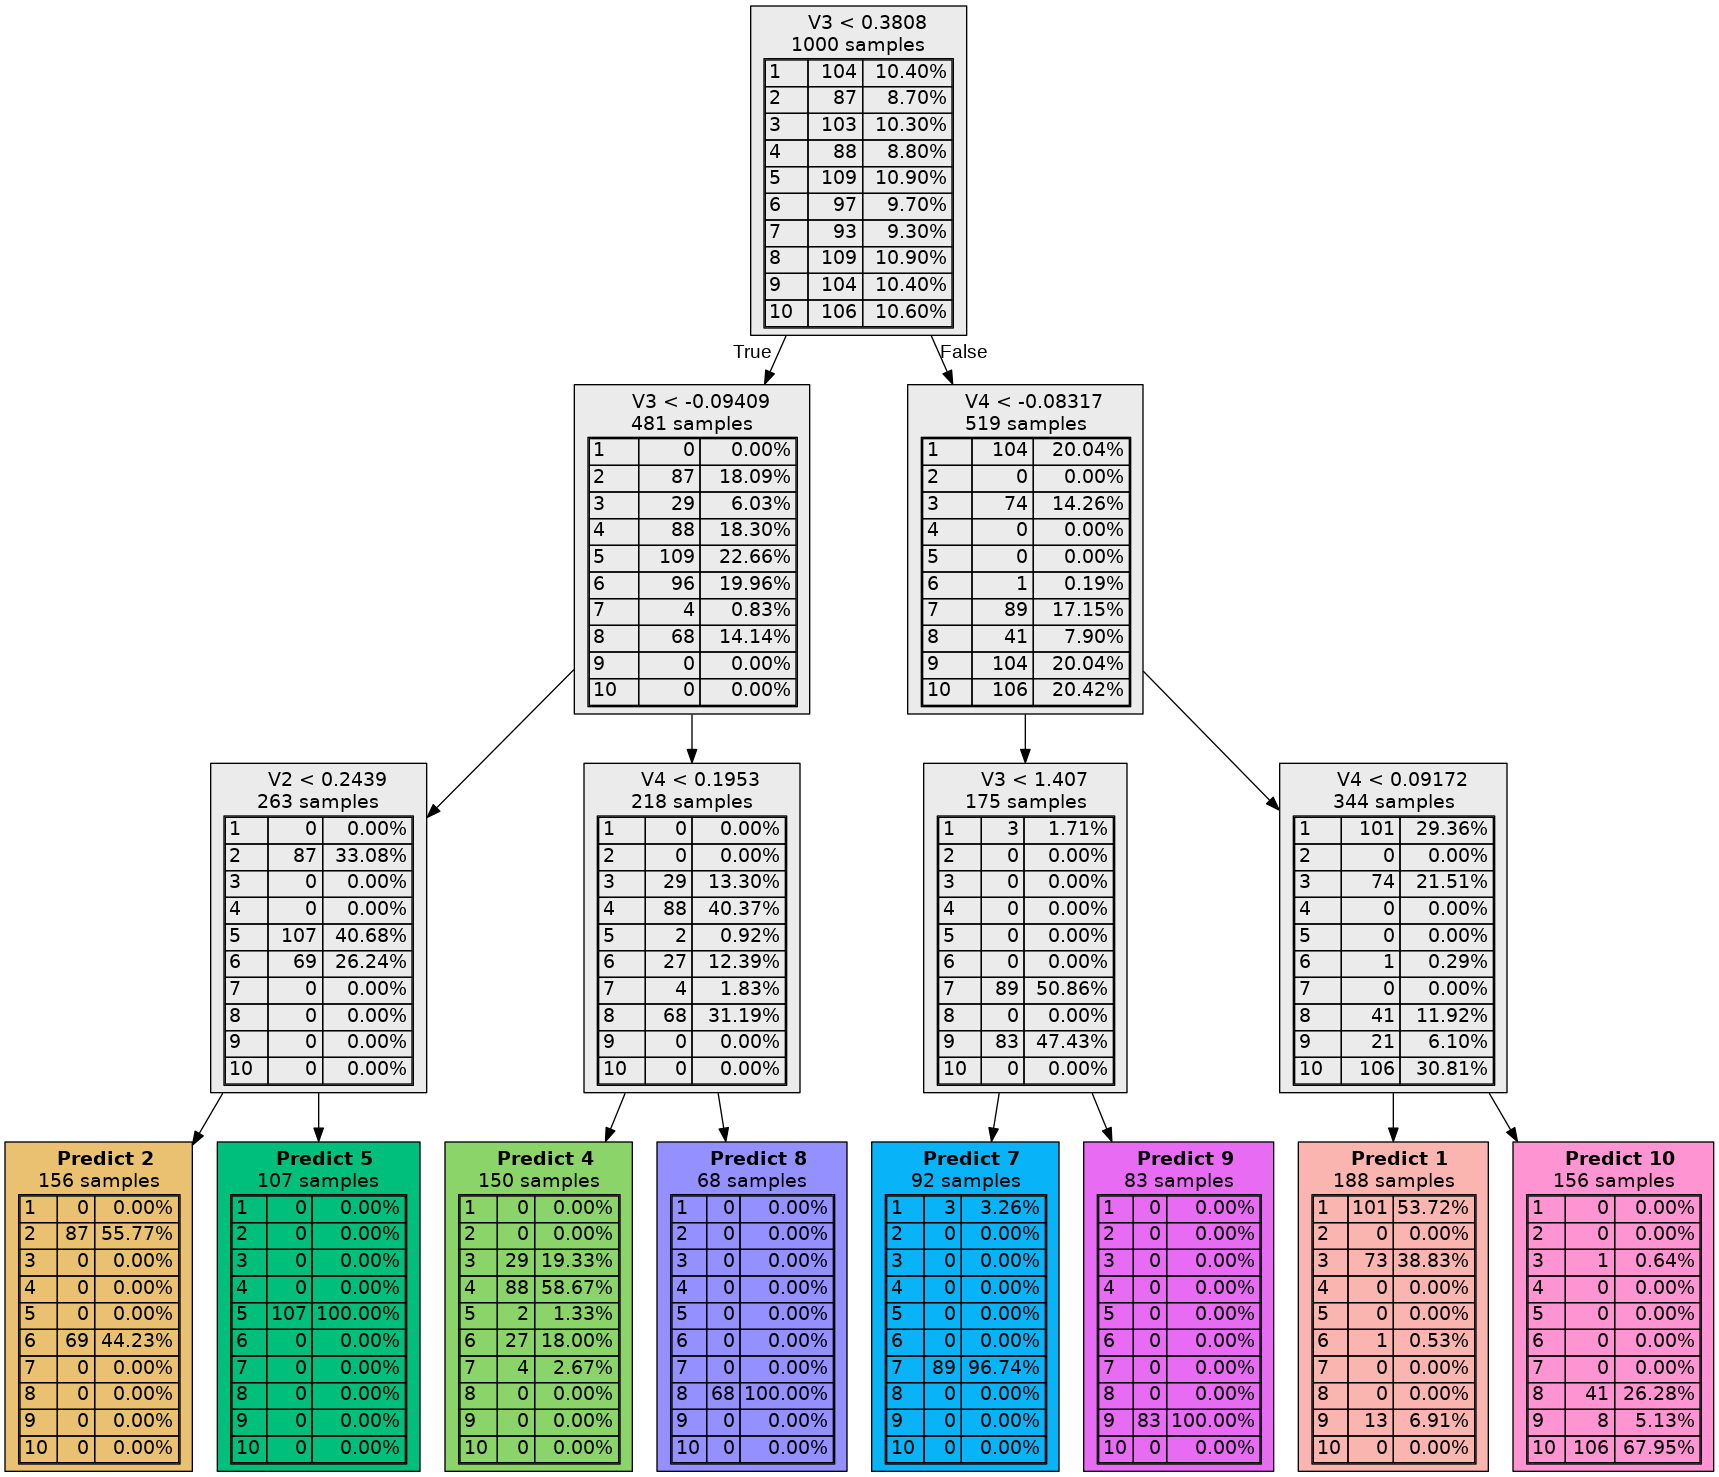 V3 < 0.3808
1000 samples
1 104 10.40%
2 87 8.70%
3 103 10.30%
4 88 8.80%
5 109 10.90%
6 97 9.70%
7 93 9.30%
8 109 10.90%
9 104 10.40%
10 106 10.60%
True
False
V3 < -0.09409
481 samples
1 0 0.00%
2 87 18.09%
3 29 6.03%
4 88 18.30%
5 109 22.66%
6 96 19.96%
7 4 0.83%
8 68 14.14%
9 0 0.00%
10 0 0.00%
V4 < -0.08317
519 samples
1 104 20.04%
2 0 0.00%
3 74 14.26%
4 0 0.00%
5 0 0.00%
6 1 0.19%
7 89 17.15%
8 41 7.90%
9 104 20.04%
10 106 20.42%
V2 < 0.2439
263 samples
1 0 0.00%
2 87 33.08%
3 0 0.00%
4 0 0.00%
5 107 40.68%
6 69 26.24%
7 0 0.00%
8 0 0.00%
9 0 0.00%
10 0 0.00%
V4 < 0.1953
218 samples
1 0 0.00%
2 0 0.00%
3 29 13.30%
4 88 40.37%
5 2 0.92%
6 27 12.39%
7 4 1.83%
8 68 31.19%
9 0 0.00%
10 0 0.00%
V3 < 1.407
175 samples
1 3 1.71%
2 0 0.00%
3 0 0.00%
4 0 0.00%
5 0 0.00%
6 0 0.00%
7 89 50.86%
8 0 0.00%
9 83 47.43%
10 0 0.00%
V4 < 0.09172
344 samples
1 101 29.36%
2 0 0.00%
3 74 21.51%
4 0 0.00%
5 0 0.00%
6 1 0.29%
7 0 0.00%
8 41 11.92%
9 21 6.10%
10 106 30.81%
Predict 2
156 samples
1 0 0.00%
2 87 55.77%
3 0 0.00%
4 0 0.00%
5 0 0.00%
6 69 44.23%
7 0 0.00%
8 0 0.00%
9 0 0.00%
10 0 0.00%
Predict 5
107 samples
1 0 0.00%
2 0 0.00%
3 0 0.00%
4 0 0.00%
5 107 100.00%
6 0 0.00%
7 0 0.00%
8 0 0.00%
9 0 0.00%
10 0 0.00%
Predict 4
150 samples
1 0 0.00%
2 0 0.00%
3 29 19.33%
4 88 58.67%
5 2 1.33%
6 27 18.00%
7 4 2.67%
8 0 0.00%
9 0 0.00%
10 0 0.00%
Predict 8
68 samples
1 0 0.00%
2 0 0.00%
3 0 0.00%
4 0 0.00%
5 0 0.00%
6 0 0.00%
7 0 0.00%
8 68 100.00%
9 0 0.00%
10 0 0.00%
Predict 7
92 samples
1 3 3.26%
2 0 0.00%
3 0 0.00%
4 0 0.00%
5 0 0.00%
6 0 0.00%
7 89 96.74%
8 0 0.00%
9 0 0.00%
10 0 0.00%
Predict 9
83 samples
1 0 0.00%
2 0 0.00%
3 0 0.00%
4 0 0.00%
5 0 0.00%
6 0 0.00%
7 0 0.00%
8 0 0.00%
9 83 100.00%
10 0 0.00%
Predict 1
188 samples
1 101 53.72%
2 0 0.00%
3 73 38.83%
4 0 0.00%
5 0 0.00%
6 1 0.53%
7 0 0.00%
8 0 0.00%
9 13 6.91%
10 0 0.00%
Predict 10
156 samples
1 0 0.00%
2 0 0.00%
3 1 0.64%
4 0 0.00%
5 0 0.00%
6 0 0.00%
7 0 0.00%
8 41 26.28%
9 8 5.13%
10 106 67.95%